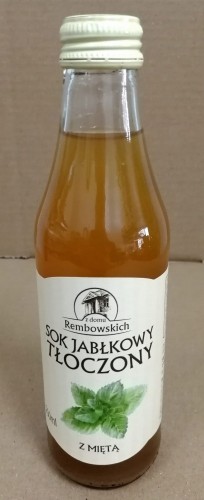 z domu
Rembowskich
SOK JABŁKOWY
TŁOCZONY
Z MIĘTĄ